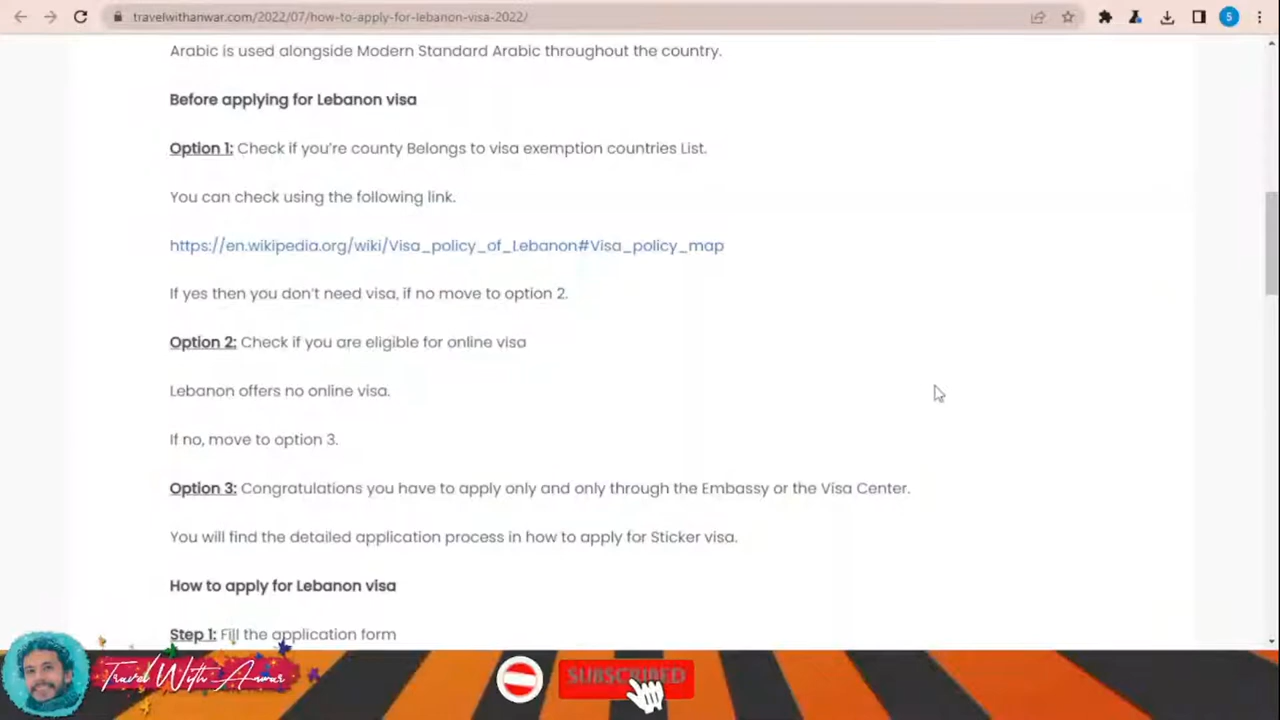 travelwithanwar.com/2022/07/how-to-apply-for-lebanon-visa-2022/
5
Arabic is used alongside Modern Standard Arabic throughout the country.
Before applying for Lebanon visa
Option 1: Check if you're county Belongs to visa exemption countries List.
You can check using the following link.
https://en.wikipedia.org/wiki/Visa_policy_of_Lebanon#Visa_policy_map
If yes then you don't need visa, if no move to option 2.
Option 2: Check if you are eligible for online visa
Lebanon offers no online visa.
If no, move to option 3.
Option 3: Congratulations you have to apply only and only through the Embassy or the Visa Center.
You will find the detailed application process in how to apply for Sticker visa.
How to apply for Lebanon visa
Step 1: Fill the application form
Travel With Anwar
SUBSCRIBED